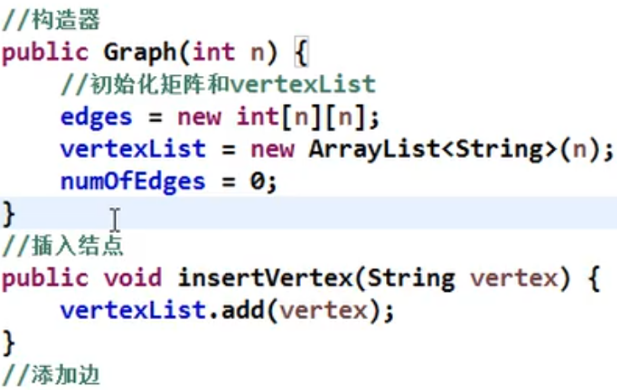 //构造器
public Graph(int n) {
//初始化矩阵和vertexList
edges = new int[n][n];
vertexList = new ArrayList<String>(n);
numOfEdges = 0;
}
//插入结点
public void insertVertex(String vertex) {
vertexList.add(vertex);
}
//添加边